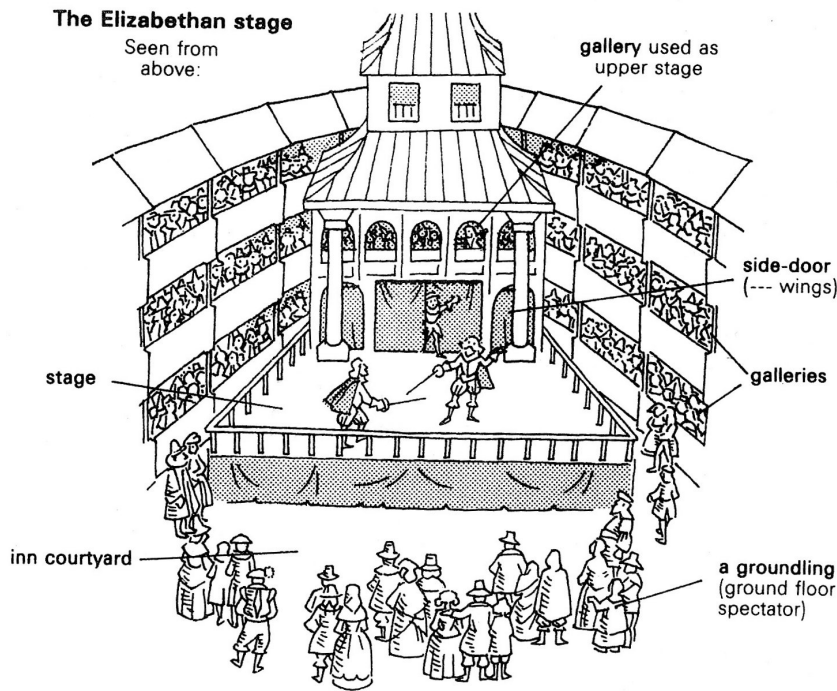 The Elizabethan stage
Seen from
above:
gallery used as
upper stage
side-door
(--- wings)
stage
galleries
inn courtyard
a groundling
(ground floor
spectator)